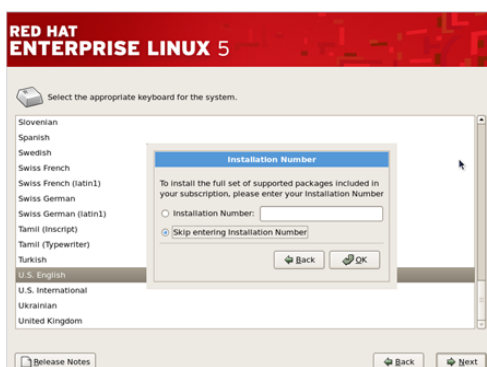 RED HAT
ENTERPRISE LINUX 5
Select the appropriate keyboard for the system.
Slovenian
Spanish
Swedish
Swiss French
Swiss French (latin1)
Swiss German
Swiss German (latin1)
Tamil (Inscript)
Tamil (Typewriter)
Turkish
U.S. English
U.S. International
Ukrainian
United Kingdom
Installation Number
To install the full set of supported packages included in
your subscription, please enter your Installation Number
Installation Number:
Skip entering Installation Number
Back
OK
Release Notes
Back
Next